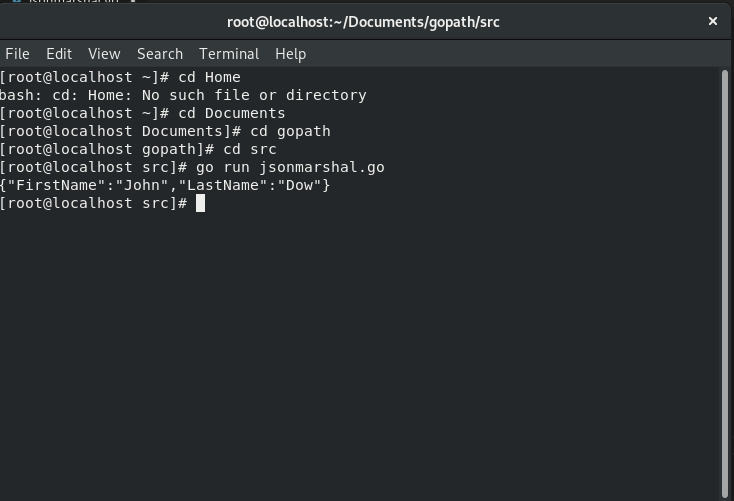 root@localhost:~/Documents/gopath/src
File Edit View Search Terminal Help
[root@localhost ~]# cd Home
bash: cd: Home: No such file or directory
[root@localhost ~]# cd Documents
[root@localhost Documents]# cd gopath
[root@localhost gopath]# cd src
[root@localhost src]# go run jsonmarshal.go
{"FirstName":"John","LastName":"Dow"}
[root@localhost src]#